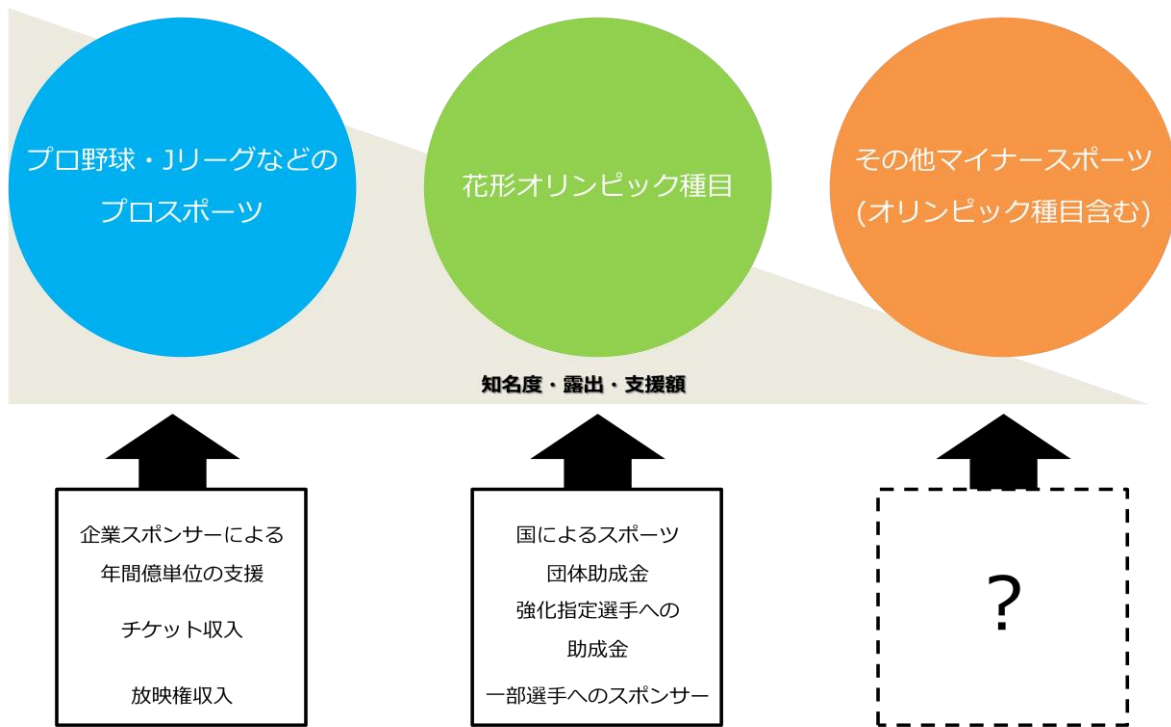 プロ野球・Jリーグなどの
プロスポーツ
花形オリンピック種目
その他マイナースポーツ
(オリンピック種目含む)
知名度・露出・支援額
企業スポンサーによる
年間億単位の支援
チケット収入
放映権収入
国によるスポーツ
団体助成金
強化指定選手への
助成金
一部選手へのスポンサー
?